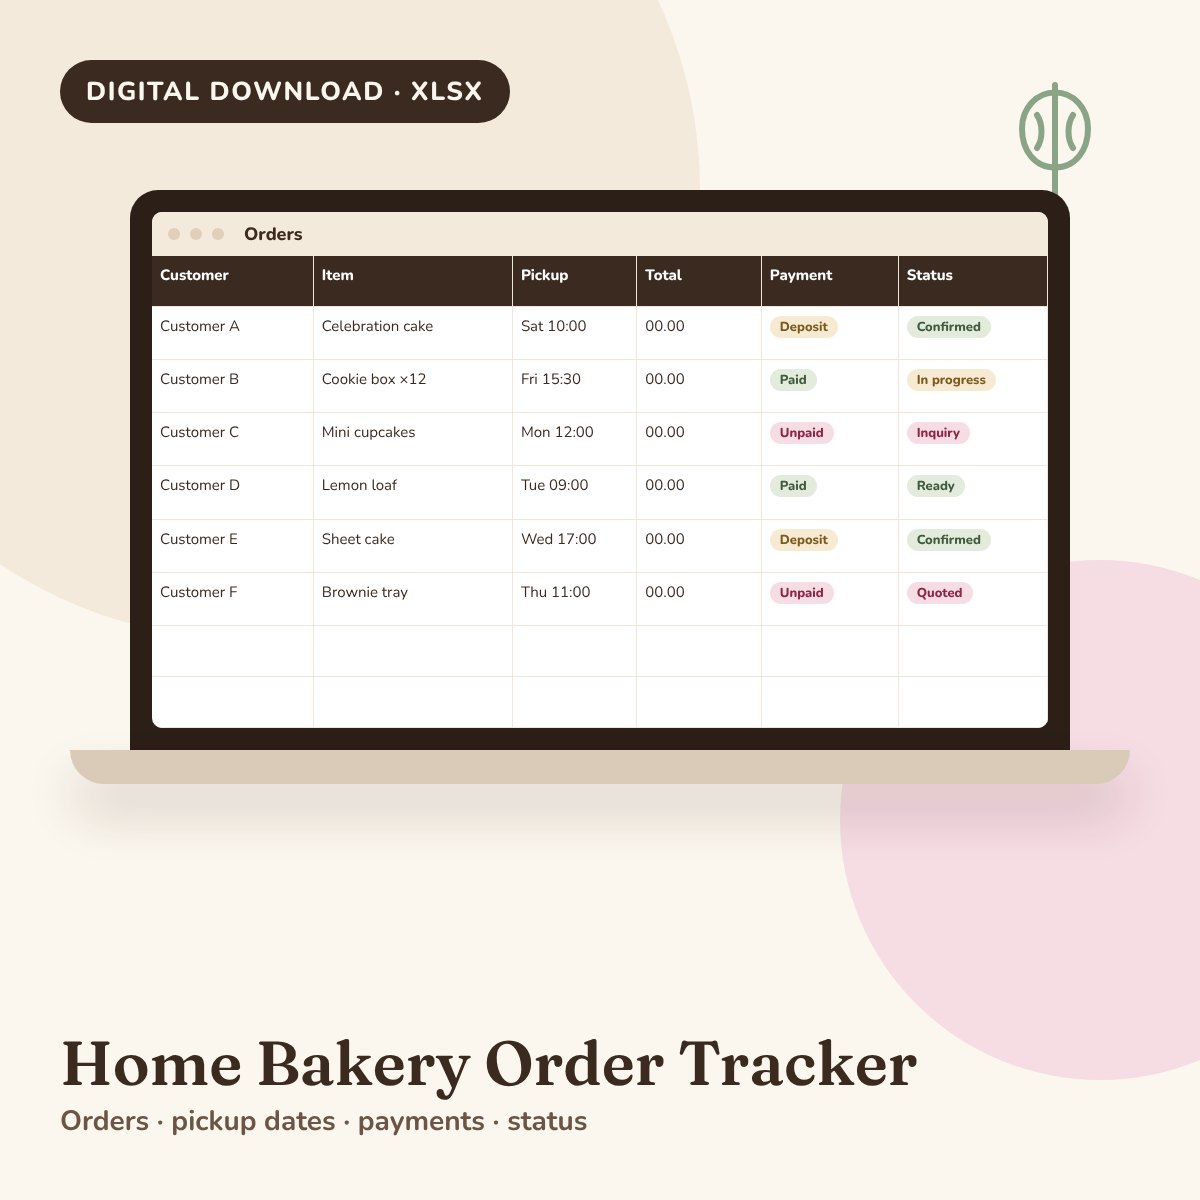 DIGITAL DOWNLOAD · XLSX
Orders
Customer Item Pickup Total Payment Status
Customer A Celebration cake Sat 10:00 00.00 Deposit Confirmed
Customer B Cookie box ×12 Fri 15:30 00.00 Paid In progress
Customer C Mini cupcakes Mon 12:00 00.00 Unpaid Inquiry
Customer D Lemon loaf Tue 09:00 00.00 Paid Ready
Customer E Sheet cake Wed 17:00 00.00 Deposit Confirmed
Customer F Brownie tray Thu 11:00 00.00 Unpaid Quoted
Home Bakery Order Tracker
Orders · pickup dates · payments · status